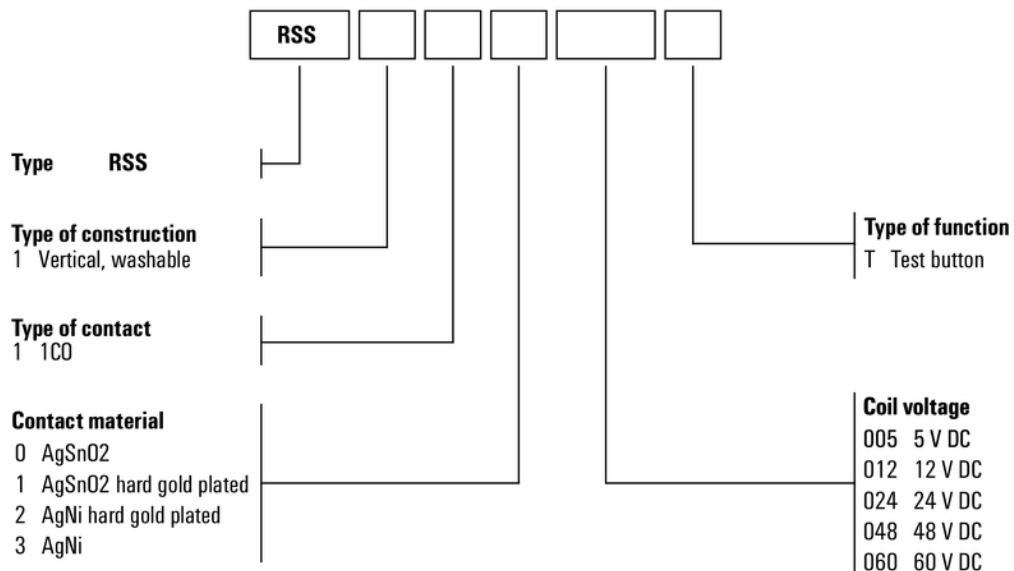 RSS
Type RSS
Type of construction
1 Vertical, washable
Type of contact
1 1CO
Contact material
0 AgSnO2
1 AgSnO2 hard gold plated
2 AgNi hard gold plated
3 AgNi
Type of function
T Test button
Coil voltage
005 5 V DC
012 12 V DC
024 24 V DC
048 48 V DC
060 60 V DC